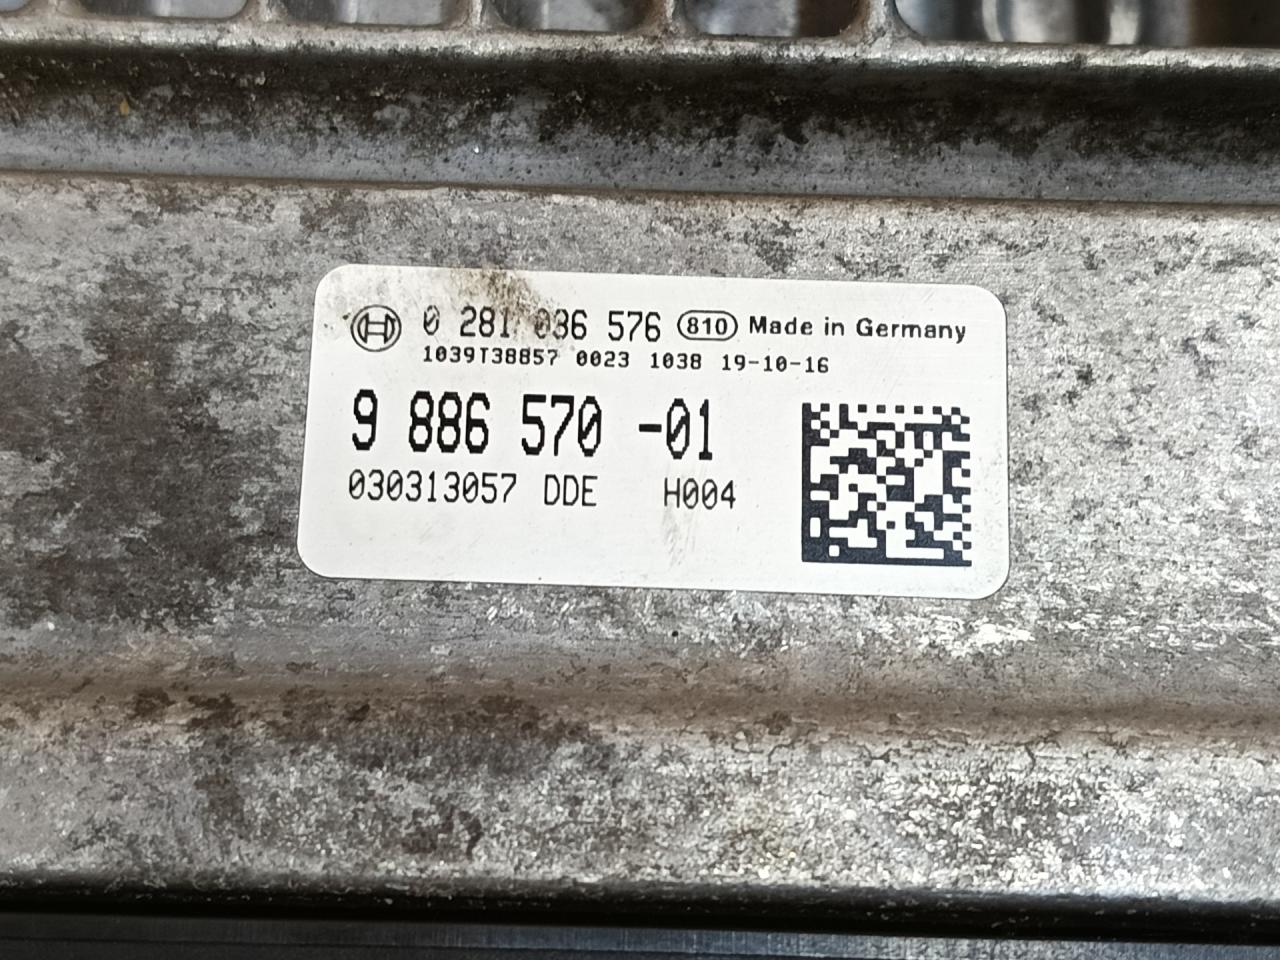 0 281 036 576 810 Made in Germany
1039T38857 0023 1038 19-10-16
9 886 570 -01
030313057 DDE H004